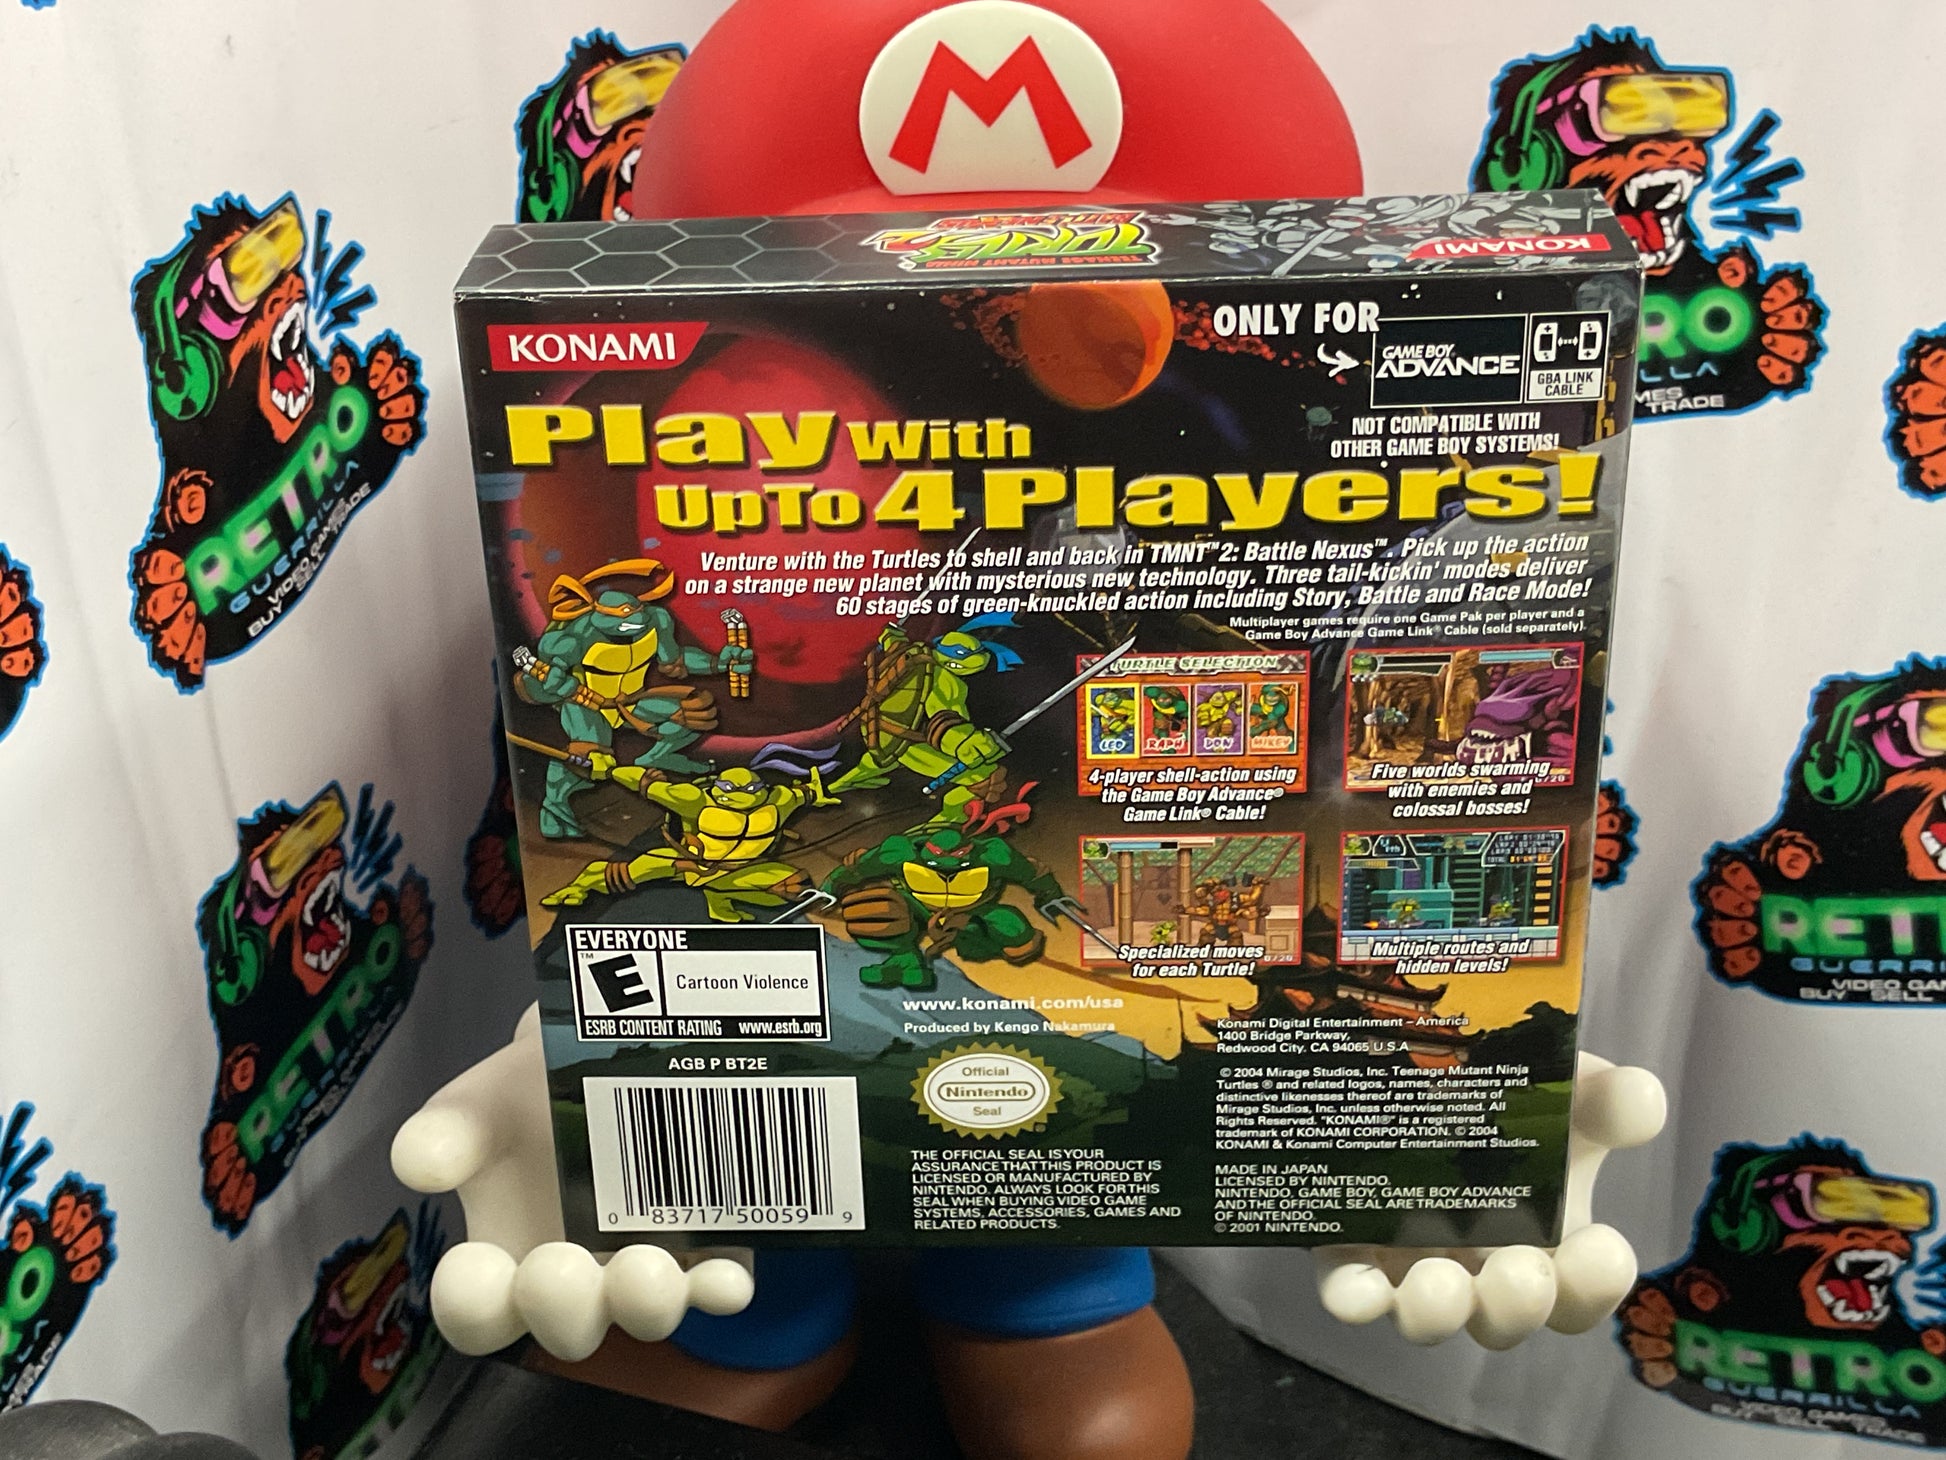 M
TEENAGE MUTANT NINJA
TURTLES 2
BATTLE NEXUS
KONAMI
KONAMI
ONLY FOR
GAME BOY
ADVANCE
GBA LINK
CABLE
NOT COMPATIBLE WITH
OTHER GAME BOY SYSTEMS!
Play With
Up To 4 Players!
Venture with the Turtles to shell and back in TMNT™2: Battle Nexus™. Pick up the action
on a strange new planet with mysterious new technology. Three tail-kickin' modes deliver
60 stages of green-knuckled action including Story, Battle and Race Mode!
Multiplayer games require one Game Pak per player and a
Game Boy Advance Game Link® Cable (sold separately).
TURTLE SELECTION
LEO RAPH DON MIKEY
4-player shell-action using
the Game Boy Advance®
Game Link® Cable!
Five worlds swarming
with enemies and
colossal bosses!
Specialized moves
for each Turtle!
Multiple routes and
hidden levels!
EVERYONE
E
Cartoon Violence
ESRB CONTENT RATING www.esrb.org
AGB P BT2E
0 83717 50059 9
www.konami.com/usa
Produced by Kengo Nakamura
Official
Nintendo
Seal
THE OFFICIAL SEAL IS YOUR
ASSURANCE THAT THIS PRODUCT IS
LICENSED OR MANUFACTURED BY
NINTENDO. ALWAYS LOOK FOR THIS
SEAL WHEN BUYING VIDEO GAME
SYSTEMS, ACCESSORIES, GAMES AND
RELATED PRODUCTS.
Konami Digital Entertainment – America
1400 Bridge Parkway,
Redwood City, CA 94065 U.S.A
© 2004 Mirage Studios, Inc. Teenage Mutant Ninja
Turtles ® and related logos, names, characters and
distinctive likenesses thereof are trademarks of
Mirage Studios, Inc. unless otherwise noted. All
Rights Reserved. "KONAMI®" is a registered
trademark of KONAMI CORPORATION. © 2004
KONAMI & Konami Computer Entertainment Studios.
MADE IN JAPAN
LICENSED BY NINTENDO.
NINTENDO, GAME BOY, GAME BOY ADVANCE
AND THE OFFICIAL SEAL ARE TRADEMARKS
OF NINTENDO.
© 2001 NINTENDO.
RETRO
GUERRILLA
VIDEO GAMES
BUY SELL TRADE